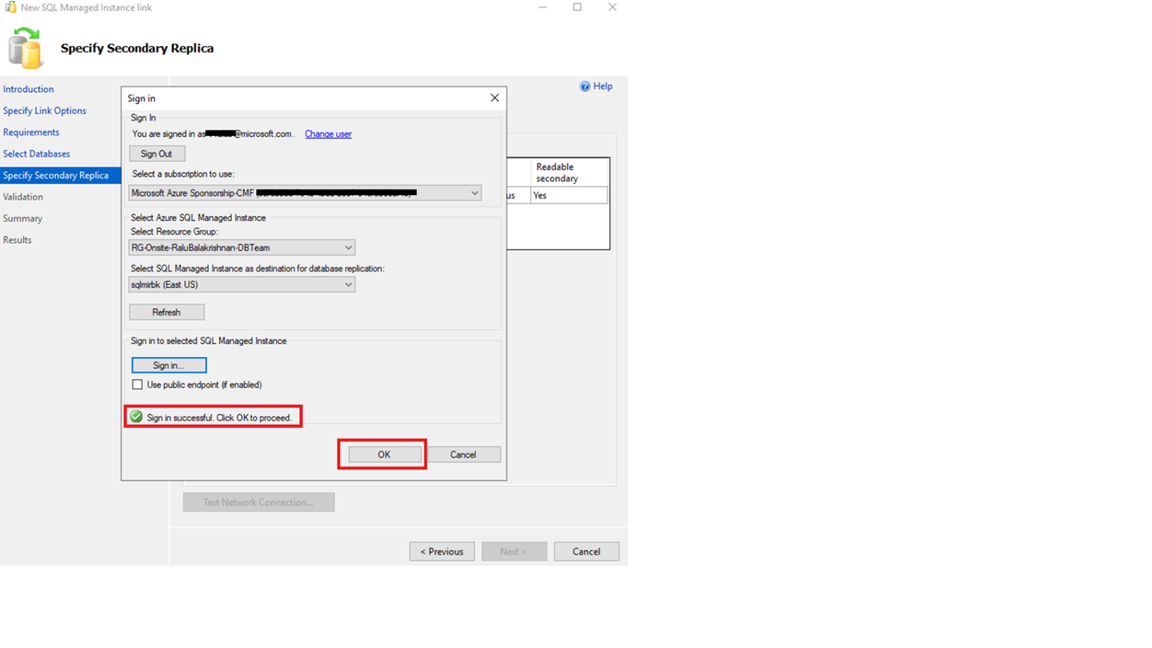 New SQL Managed Instance link
Specify Secondary Replica
Help
Introduction
Specify Link Options
Requirements
Select Databases
Specify Secondary Replica
Validation
Summary
Results
Sign in
Sign In
You are signed in as @microsoft.com. Change user
Sign Out
Select a subscription to use:
Microsoft Azure Sponsorship-CMF
Select Azure SQL Managed Instance
Select Resource Group:
RG-Onsite-RaluBalakrishnan-DBTeam
Select SQL Managed Instance as destination for database replication:
sqlmirbk (East US)
Refresh
Sign in to selected SQL Managed Instance
Sign in...
Use public endpoint (if enabled)
Sign in successful. Click OK to proceed.
OK Cancel
Readable
secondary
us Yes
Test Network Connection...
< Previous Next > Cancel